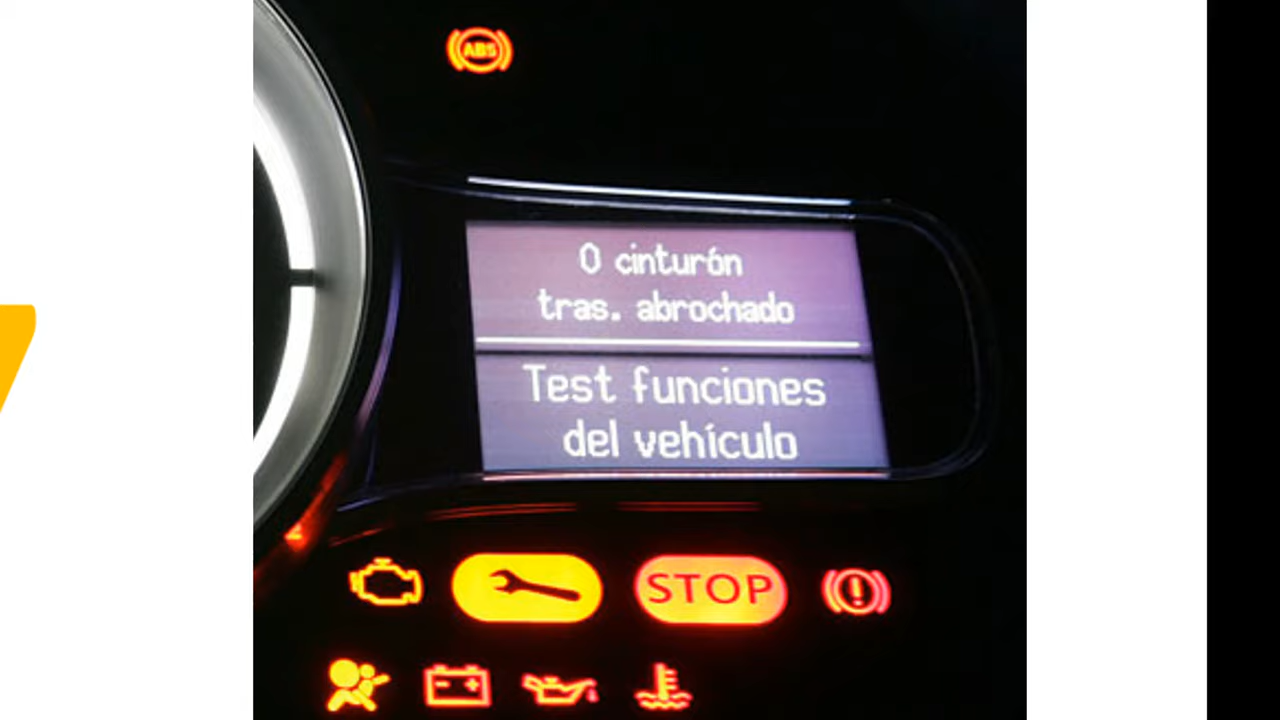 ABS
0 cinturón
tras. abrochado
Test funciones
del vehículo
STOP